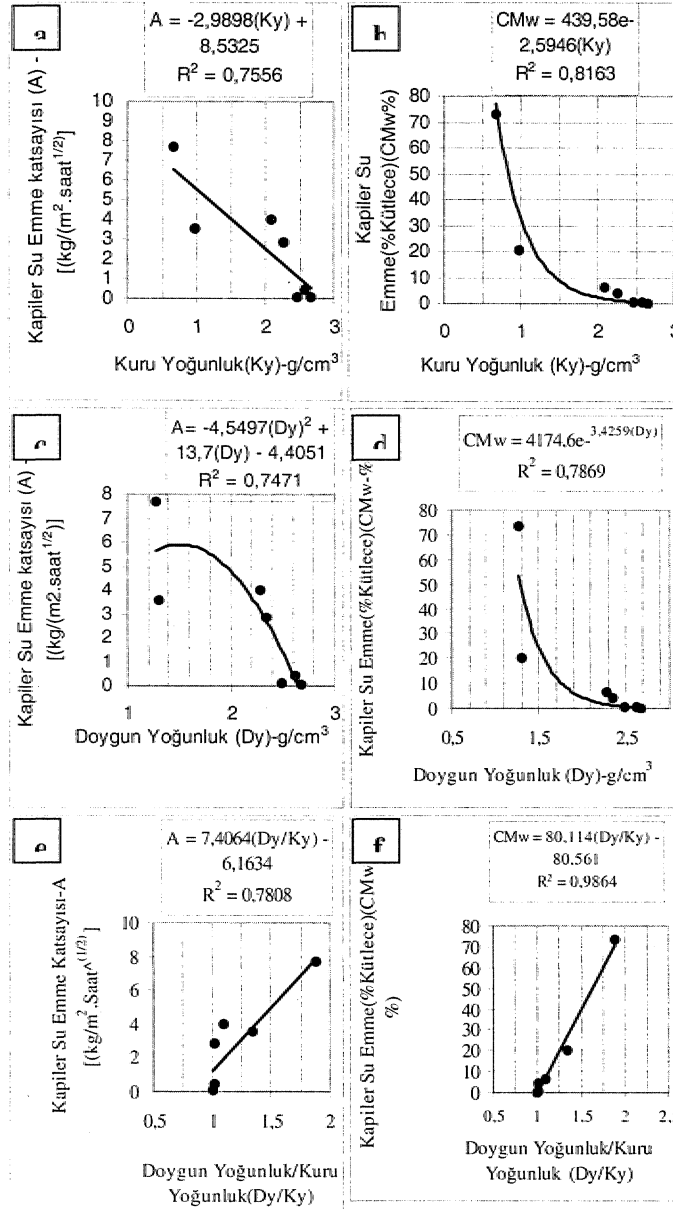 a
A = -2,9898(Ky) +
8,5325
R² = 0,7556
Kapiler Su Emme katsayısı (A) -
[(kg/(m².saat^1/2)]
10
9
8
7
6
5
4
3
2
1
0
0 1 2 3
Kuru Yoğunluk(Ky)-g/cm³
b
CMw = 439,58e-
2,5946(Ky)
R² = 0,8163
Kapiler Su
Emme(%Kütlece)(CMw%)
80
70
60
50
40
30
20
10
0
0 1 2 3
Kuru Yoğunluk (Ky)-g/cm³
c
A= -4,5497(Dy)² +
13,7(Dy) - 4,4051
R² = 0,7471
Kapiler Su Emme katsayısı (A) -
[(kg/(m2.saat^1/2)]
8
7
6
5
4
3
2
1
0
1 2 3
Doygun Yoğunluk (Dy)-g/cm³
d
CMw = 4174,6e-^3,4259(Dy)
R² = 0,7869
Kapiler Su Emme(%Kütlece)(CMw-%
80
70
60
50
40
30
20
10
0
0,5 1,5 2,5
Doygun Yoğunluk (Dy)-g/cm³
e
A = 7,4064(Dy/Ky) -
6,1634
R² = 0,7808
Kapiler Su Emme Katsayısı-A
[(kg/m².Saat^(1/2)]
10
8
6
4
2
0
0,5 1 1,5 2
Doygun Yoğunluk/Kuru
Yoğunluk(Dy/Ky)
f
CMw = 80,114(Dy/Ky) -
80,561
R² = 0,9864
Kapiler Su Emme(%Kütlece)(CMw
%)
80
70
60
50
40
30
20
10
0
0,5 1 1,5 2 2,
Doygun Yoğunluk/Kuru
Yoğunluk (Dy/Ky)